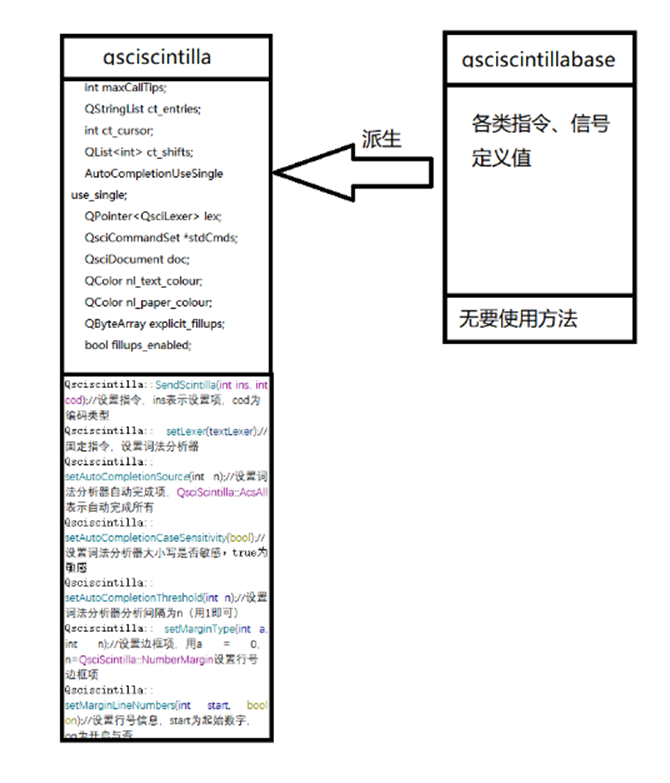 qsciscintilla
int maxCallTips;
QStringList ct_entries;
int ct_cursor;
QList<int> ct_shifts;
AutoCompletionUseSingle
use_single;
QPointer<QsciLexer> lex;
QsciCommandSet *stdCmds;
QsciDocument doc;
QColor nl_text_colour;
QColor nl_paper_colour;
QByteArray explicit_fillups;
bool fillups_enabled;
Qsciscintilla::SendScintilla(int ins, int
cod);//设置指令，ins表示设置项，cod为
编码类型
Qsciscintilla:: setLexer(textLexer);//
固定指令，设置词法分析器
Qsciscintilla::
setAutoCompletionSource(int n);//设置词
法分析器自动完成项，QsciScintilla::AcsAll
表示自动完成所有
Qsciscintilla::
setAutoCompletionCaseSensitivity(bool);//
设置词法分析器大小写是否敏感，true为
敏感
Qsciscintilla::
setAutoCompletionThreshold(int n);//设置
词法分析器分析间隔为n（用1即可）
Qsciscintilla:: setMarginType(int a,
int n);//设置边框项，用a = 0,
n=QsciScintilla::NumberMargin设置行号
边框项
Qsciscintilla::
setMarginLineNumbers(int start, bool
on);//设置行号信息，start为起始数字，
on为开启与否
派生
qsciscintillabase
各类指令、信号
定义值
无要使用方法